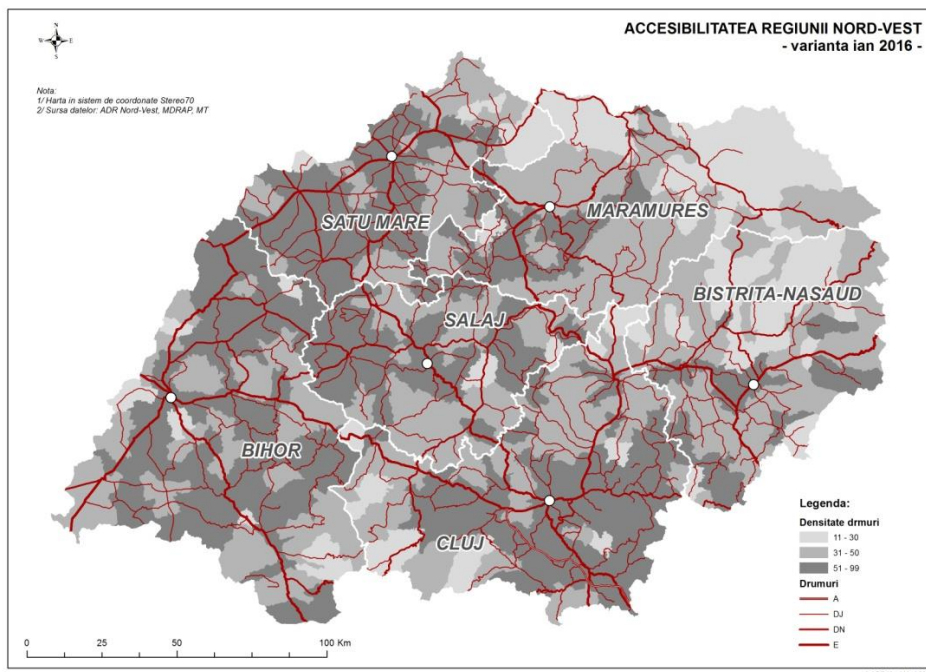 ACCESIBILITATEA REGIUNII NORD-VEST
- varianta ian 2016 -
N
W E
S
Nota:
1/ Harta in sistem de coordonate Stereo70
2/ Sursa datelor: ADR Nord-Vest, MDRAP, MT
SATU MARE
MARAMURES
BISTRITA-NASAUD
SALAJ
BIHOR
CLUJ
Legenda:
Densitate drmuri
11 - 30
31 - 50
51 - 99
Drumuri
A
DJ
DN
E
0 25 50 100 Km